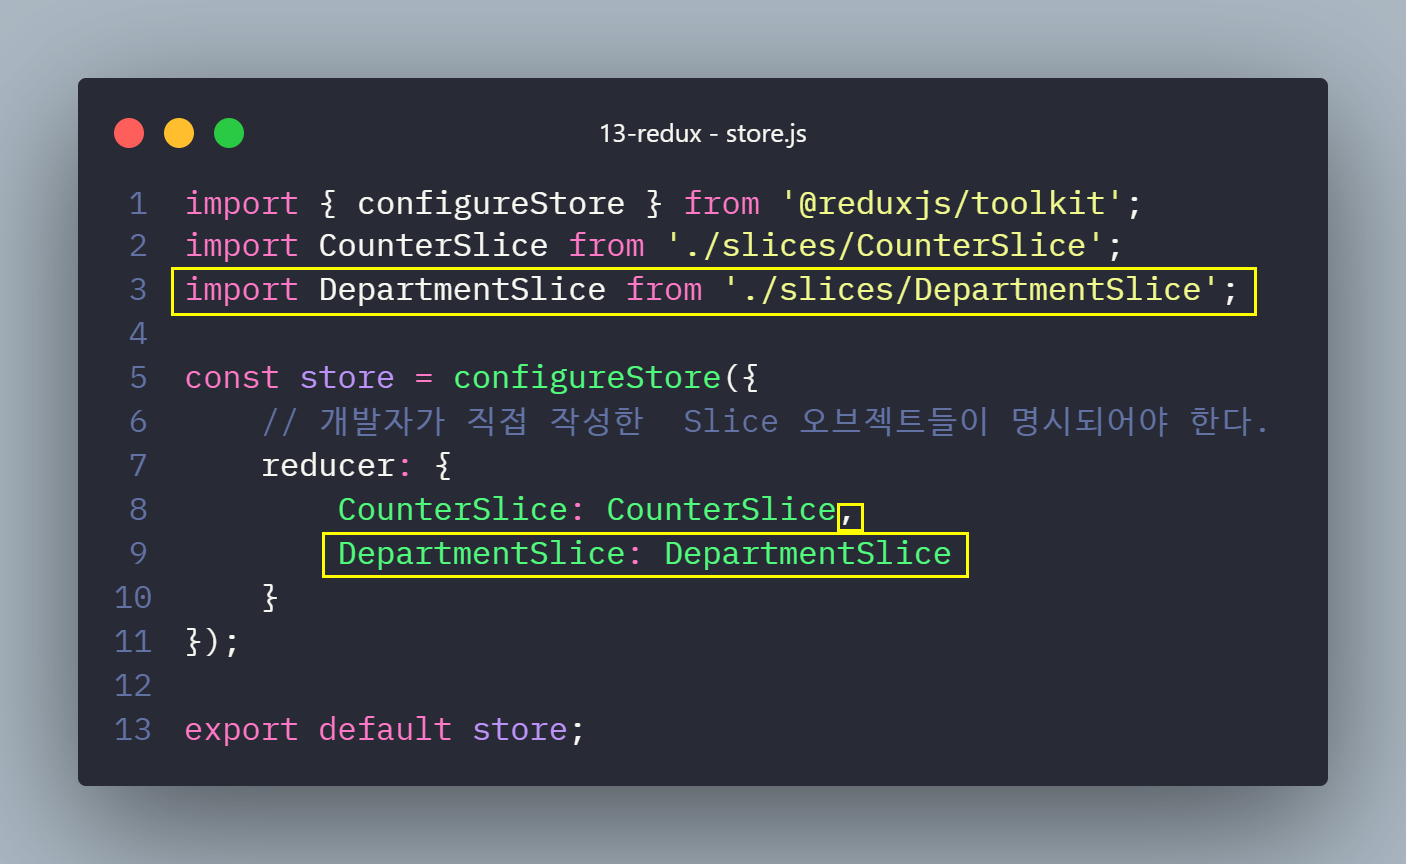 13-redux - store.js
1 import { configureStore } from '@reduxjs/toolkit';
2 import CounterSlice from './slices/CounterSlice';
3 import DepartmentSlice from './slices/DepartmentSlice';
4
5 const store = configureStore({
6     // 개발자가 직접 작성한  Slice 오브젝트들이 명시되어야 한다.
7     reducer: {
8         CounterSlice: CounterSlice,
9         DepartmentSlice: DepartmentSlice
10     }
11 });
12
13 export default store;